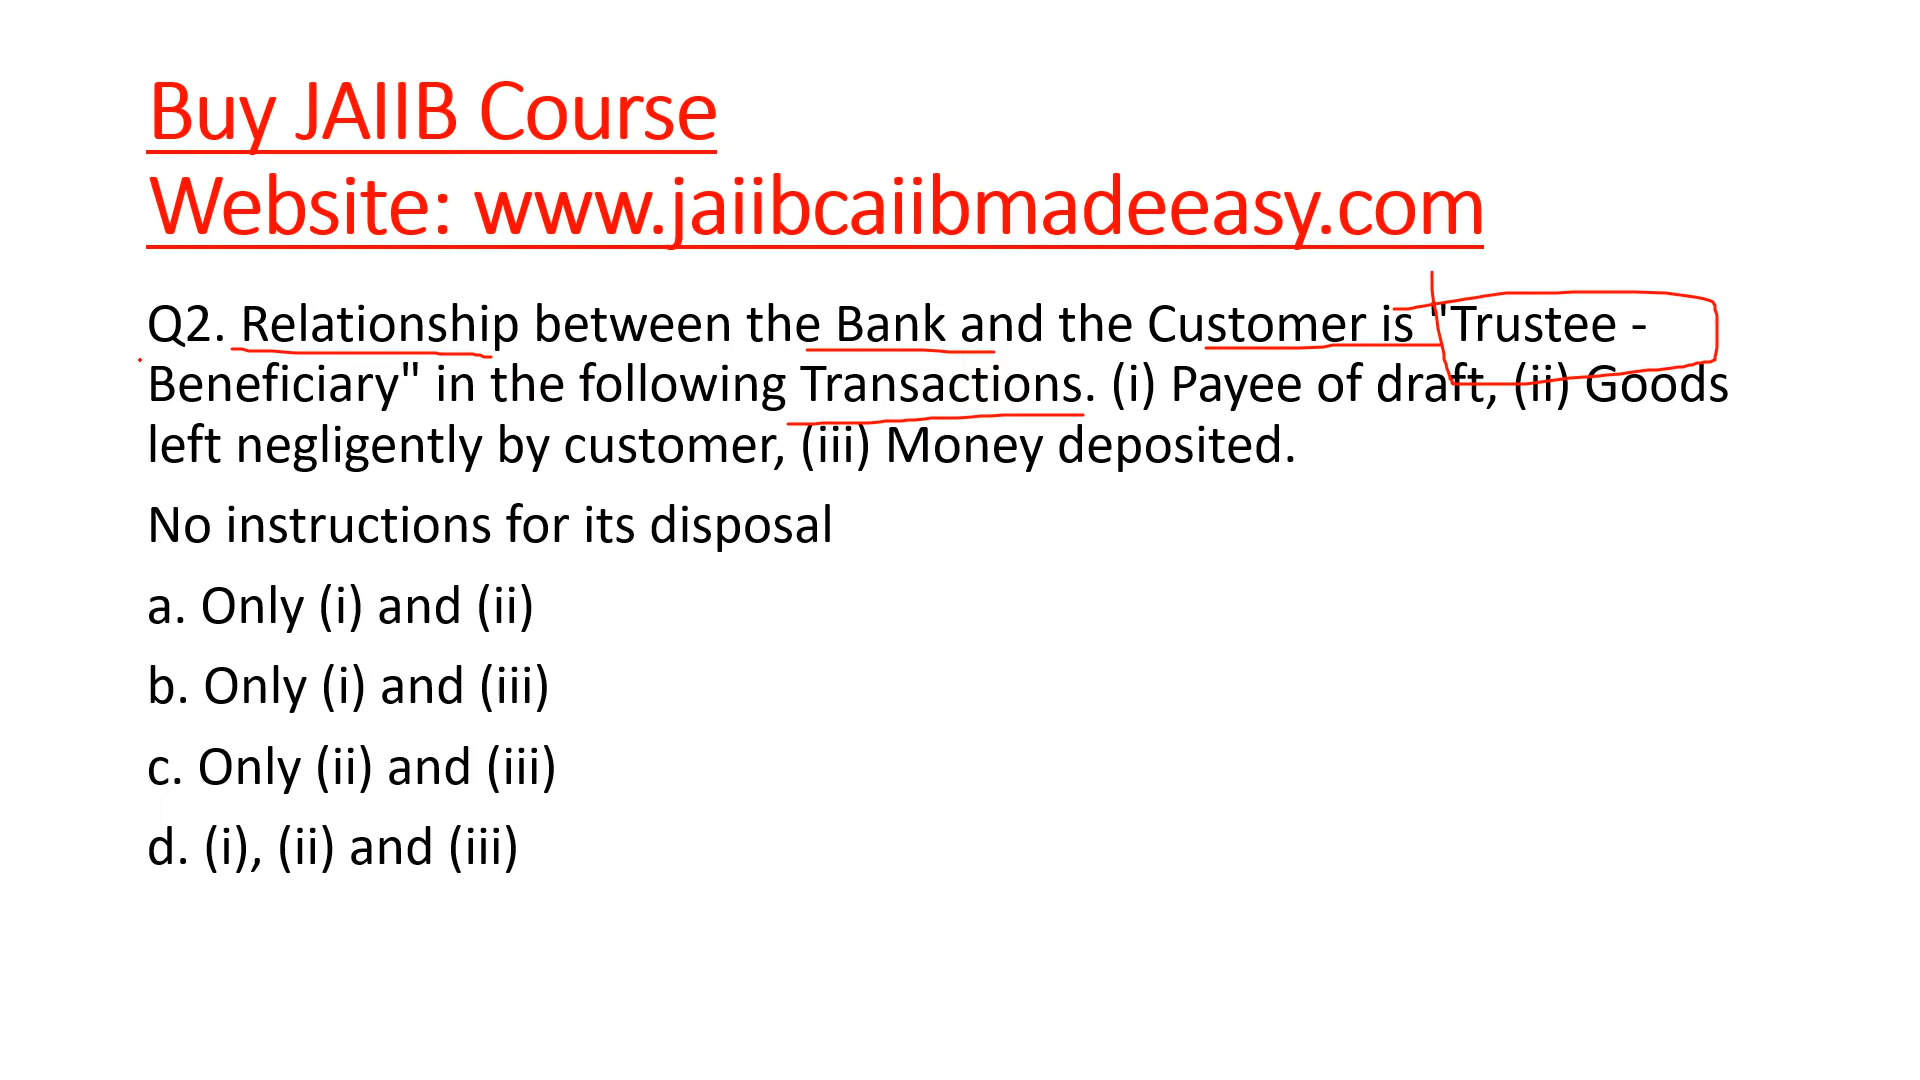 Buy JAIIB Course
Website: www.jaiibcaiibmadeeasy.com
Q2. Relationship between the Bank and the Customer is "Trustee -
Beneficiary" in the following Transactions. (i) Payee of draft, (ii) Goods
left negligently by customer, (iii) Money deposited.
No instructions for its disposal
a. Only (i) and (ii)
b. Only (i) and (iii)
c. Only (ii) and (iii)
d. (i), (ii) and (iii)